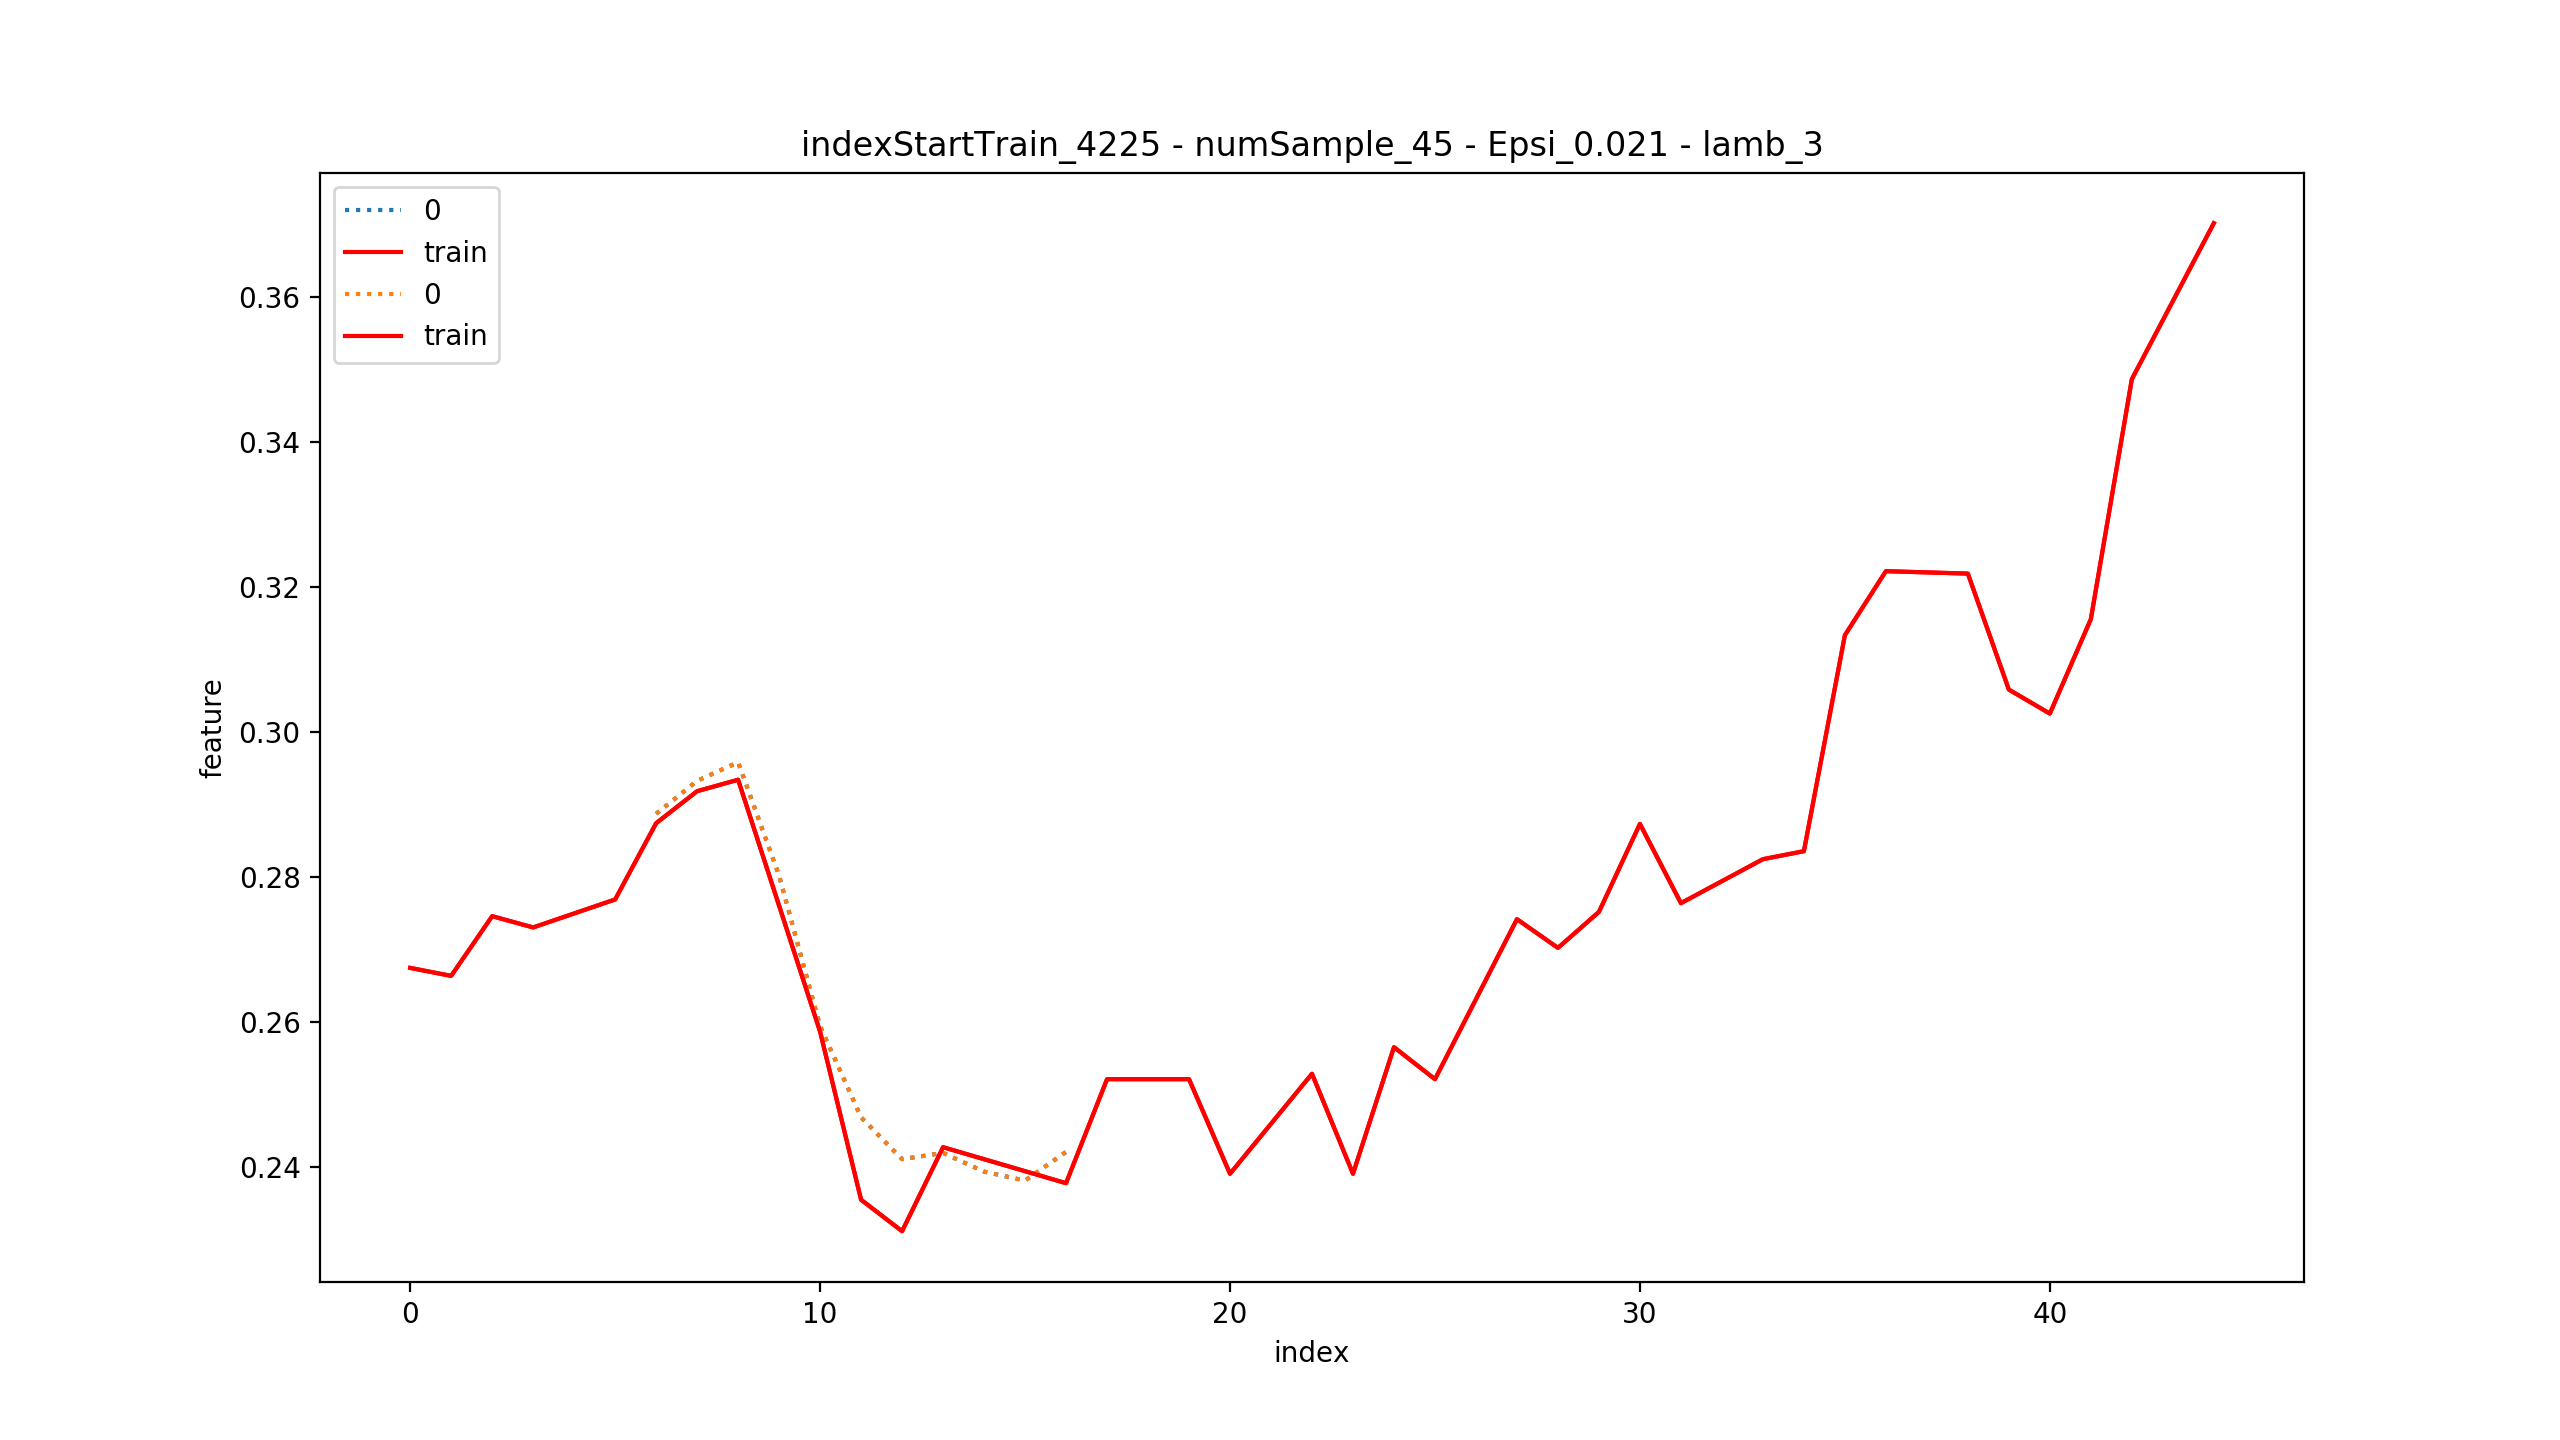 indexStartTrain_4225 - numSample_45 - Epsi_0.021 - lamb_3
0
train
0
train
0.36
0.34
0.32
0.30
0.28
0.26
0.24
feature
0 10 20 30 40
index